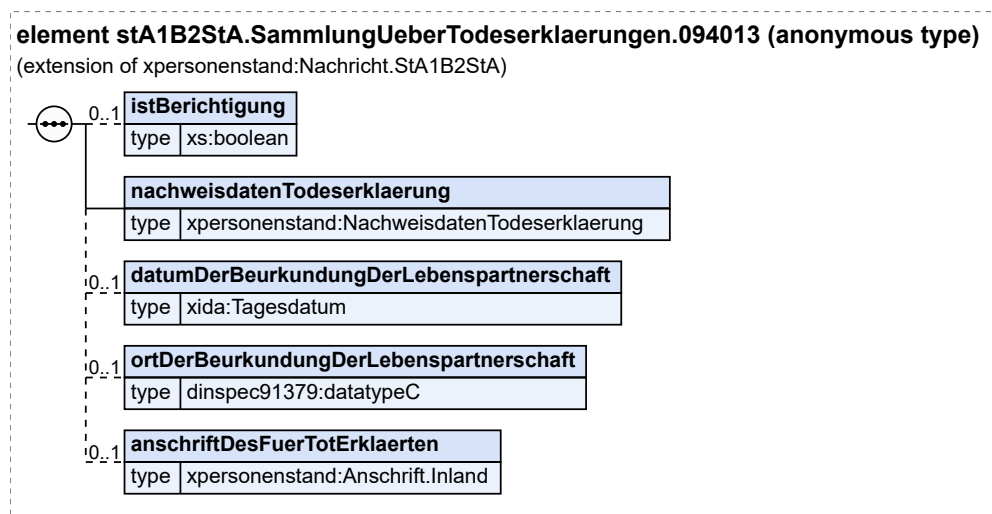 element stA1B2StA.SammlungUeberTodeserklaerungen.094013 (anonymous type)
(extension of xpersonenstand:Nachricht.StA1B2StA)
0..1 istBerichtigung
type xs:boolean
nachweisdatenTodeserklaerung
type xpersonenstand:NachweisdatenTodeserklaerung
0..1 datumDerBeurkundungDerLebenspartnerschaft
type xida:Tagesdatum
0..1 ortDerBeurkundungDerLebenspartnerschaft
type dinspec91379:datatypeC
0..1 anschriftDesFuerTotErklaerten
type xpersonenstand:Anschrift.Inland